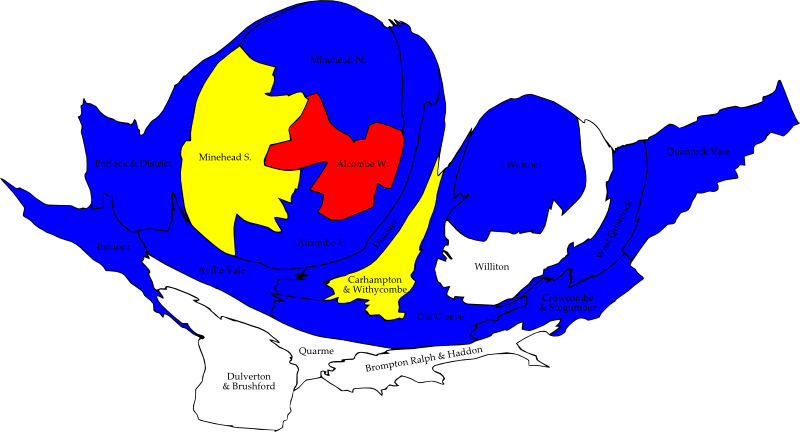 Minehead N.
Quantock Vale
Minehead S.
Porlock & District
Alcombe W.
Watchet
Dunster
West Quantock
Exmoor
Alcombe E.
Aville Vale
Williton
Carhampton
& Withycombe
Crowcombe
& Stogumber
Old Cleeve
Quarme
Brompton Ralph & Haddon
Dulverton
& Brushford